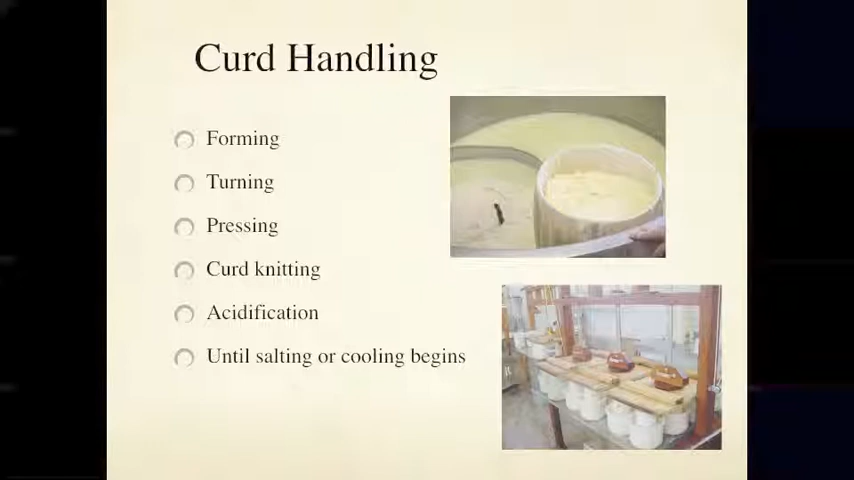 Curd Handling
Forming
Turning
Pressing
Curd knitting
Acidification
Until salting or cooling begins